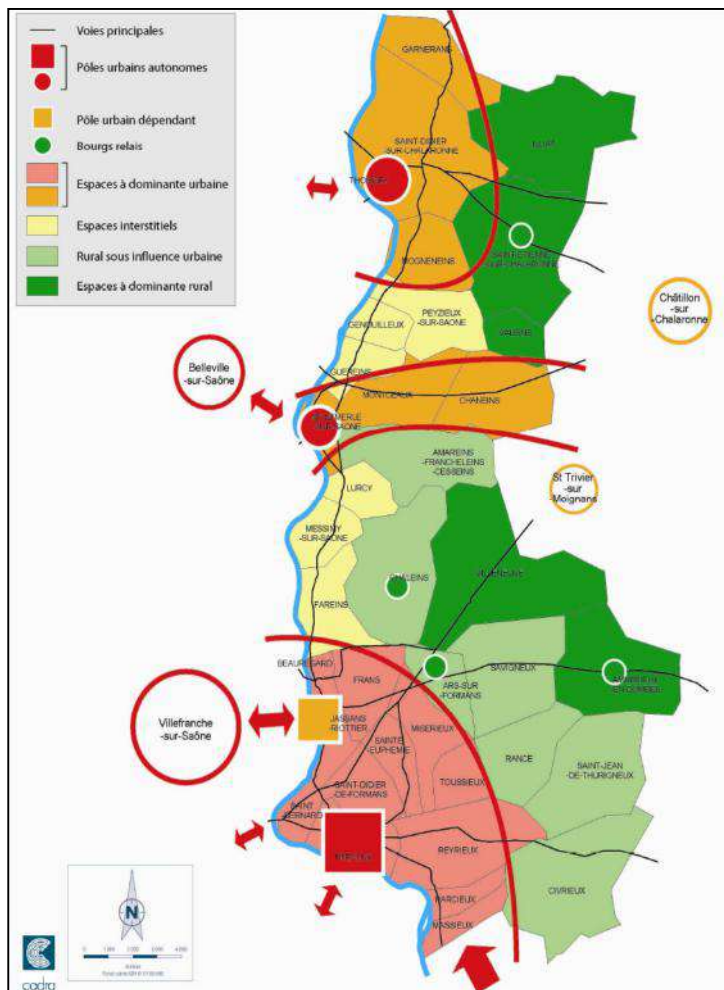 Voies principales
Pôles urbains autonomes
Pôle urbain dépendant
Bourgs relais
Espaces à dominante urbaine
Espaces interstitiels
Rural sous influence urbaine
Espaces à dominante rural
GARNERANS
SAINT-DIDIER
-SUR-CHALARONNE
MOGNENEINS
PEYZIEUX
-SUR-SAONE
GENOUILLEUX
GUEREINS
Châtillon
-sur
-Chalaronne
Belleville
-sur-Saône
MONTCEAUX
CHANEINS
AMAREINS
-FRANCHELEINS
-CESSEINS
St Trivier
-sur
-Moignans
LURCY
MESSIMY
-SUR-SAONE
FAREINS
BEAUREGARD
FRANS
ARS-SUR
-FORMANS
SAVIGNEUX
Villefranche
-sur-Saône
JASSANS
-RIOTTIER
MISERIEUX
SAINTE
-EUPHEMIE
RANCE
SAINT-JEAN
-DE-THURIGNEUX
TOUSSIEUX
SAINT-DIDIER
-DE-FORMANS
SAINT
-BERNARD
REYRIEUX
CIVRIEUX
PARCIEUX
MASSIEUX
N
cadra